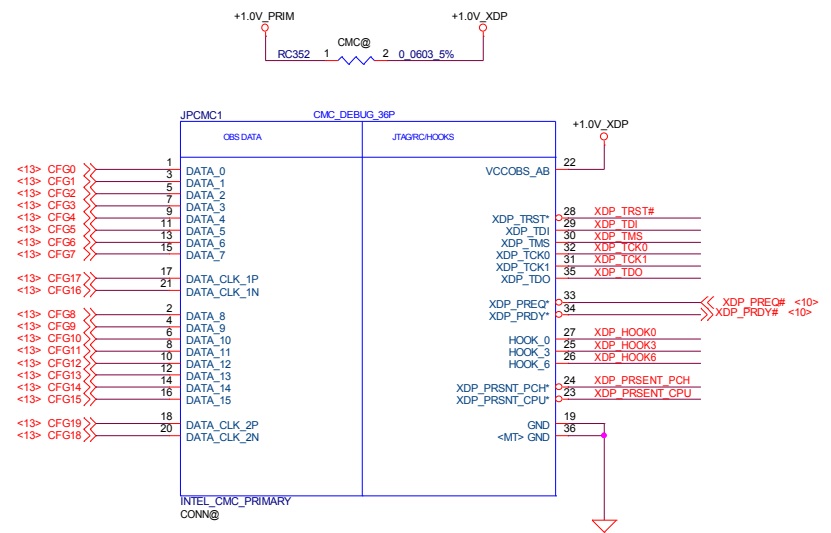 +1.0V_PRIM +1.0V_XDP
CMC@
RC352 1 2 0_0603_5%
JPCMC1 CMC_DEBUG_36P
+1.0V_XDP
OBS DATA JTAG/RC/HOOKS
<13> CFG0 1 DATA_0 VCCOBS_AB 22
<13> CFG1 3 DATA_1
<13> CFG2 5 DATA_2
<13> CFG3 7 DATA_3
<13> CFG4 9 DATA_4 XDP_TRST* 28 XDP_TRST#
<13> CFG5 11 DATA_5 XDP_TDI 29 XDP_TDI
<13> CFG6 13 DATA_6 XDP_TMS 30 XDP_TMS
<13> CFG7 15 DATA_7 XDP_TCK0 32 XDP_TCK0
XDP_TCK1 31 XDP_TCK1
<13> CFG17 17 DATA_CLK_1P XDP_TDO 35 XDP_TDO
<13> CFG16 21 DATA_CLK_1N
XDP_PREQ* 33 XDP_PREQ# <10>
<13> CFG8 2 DATA_8 XDP_PRDY* 34 XDP_PRDY# <10>
<13> CFG9 4 DATA_9
<13> CFG10 6 DATA_10 HOOK_0 27 XDP_HOOK0
<13> CFG11 8 DATA_11 HOOK_3 25 XDP_HOOK3
<13> CFG12 10 DATA_12 HOOK_6 26 XDP_HOOK6
<13> CFG13 12 DATA_13
<13> CFG14 14 DATA_14 XDP_PRSNT_PCH* 24 XDP_PRSENT_PCH
<13> CFG15 16 DATA_15 XDP_PRSNT_CPU* 23 XDP_PRSENT_CPU
<13> CFG19 18 DATA_CLK_2P GND 19
<13> CFG18 20 DATA_CLK_2N <MT> GND 36
INTEL_CMC_PRIMARY
CONN@